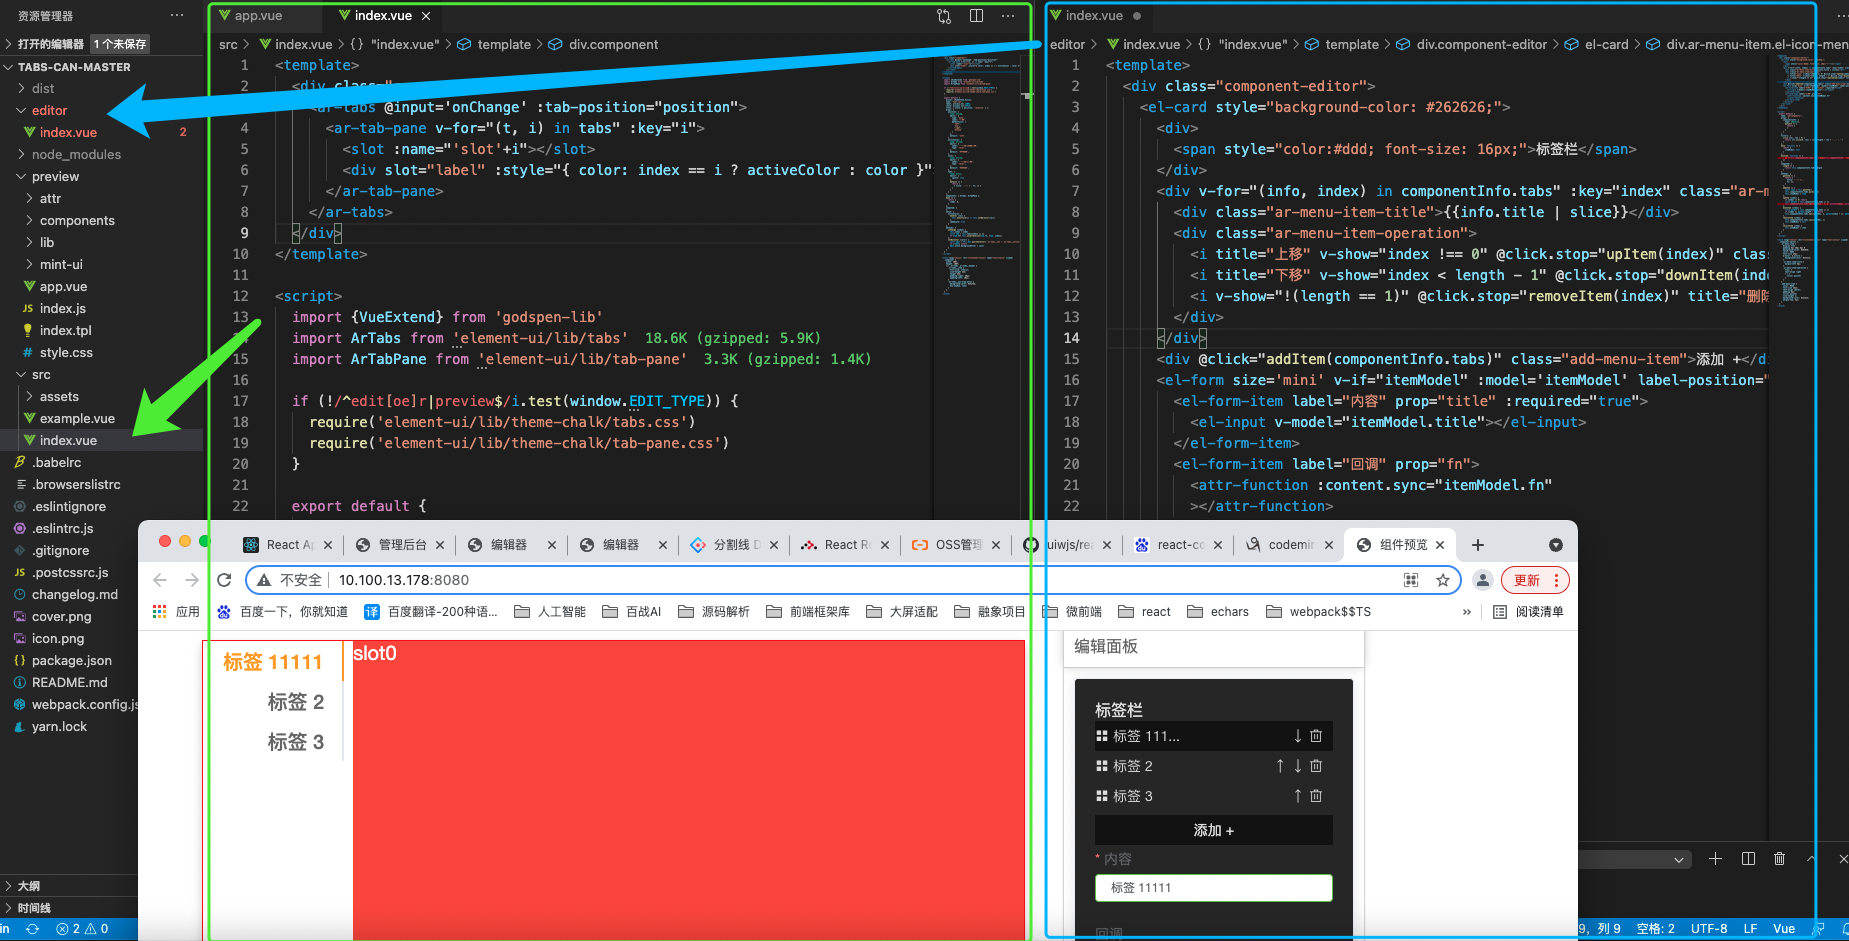 资源管理器
打开的编辑器 1 个未保存
TABS-CAN-MASTER
dist
editor
index.vue 2
node_modules
preview
attr
components
lib
mint-ui
app.vue
index.js
index.tpl
style.css
src
assets
example.vue
index.vue
.babelrc
.browserslistrc
.eslintignore
.eslintrc.js
.gitignore
.postcssrc.js
changelog.md
cover.png
icon.png
package.json
README.md
webpack.config.js
yarn.lock
大纲
时间线
app.vue index.vue
src index.vue {} "index.vue" template div.component
1 <template>
2 <div class=
ar-tabs @input='onChange' :tab-position="position">
4 <ar-tab-pane v-for="(t, i) in tabs" :key="i">
5 <slot :name="'slot'+i"></slot>
6 <div slot="label" :style="{ color: index == i ? activeColor : color }"
7 </ar-tab-pane>
8 </ar-tabs>
9 </div>
10 </template>
11
12 <script>
13 import {VueExtend} from 'godspen-lib'
import ArTabs from 'element-ui/lib/tabs' 18.6K (gzipped: 5.9K)
15 import ArTabPane from 'element-ui/lib/tab-pane' 3.3K (gzipped: 1.4K)
16
17 if (!/^edit[oe]r|preview$/i.test(window.EDIT_TYPE)) {
18 require('element-ui/lib/theme-chalk/tabs.css')
19 require('element-ui/lib/theme-chalk/tab-pane.css')
20 }
21
22 export default {
index.vue
editor index.vue {} "index.vue" template div.component-editor el-card div.ar-menu-item.el-icon-men
1 <template>
2 <div class="component-editor">
3 <el-card style="background-color: #262626;">
4 <div>
5 <span style="color:#ddd; font-size: 16px;">标签栏</span>
6 </div>
7 <div v-for="(info, index) in componentInfo.tabs" :key="index" class="ar-m
8 <div class="ar-menu-item-title">{{info.title | slice}}</div>
9 <div class="ar-menu-item-operation">
10 <i title="上移" v-show="index !== 0" @click.stop="upItem(index)" clas
11 <i title="下移" v-show="index < length - 1" @click.stop="downItem(ind
12 <i v-show="!(length == 1)" @click.stop="removeItem(index)" title="删除
13 </div>
14 </div>
15 <div @click="addItem(componentInfo.tabs)" class="add-menu-item">添加 +</di
16 <el-form size='mini' v-if="itemModel" :model='itemModel' label-position="
17 <el-form-item label="内容" prop="title" :required="true">
18 <el-input v-model="itemModel.title"></el-input>
19 </el-form-item>
20 <el-form-item label="回调" prop="fn">
21 <attr-function :content.sync="itemModel.fn"
22 ></attr-function>
React Ap 管理后台 编辑器 编辑器 分割线 D React Ro OSS管理 uiwjs/rea react-co codemir 组件预览
不安全 10.100.13.178:8080 更新
应用 百度一下，你就知道 译 百度翻译-200种语... 人工智能 百战AI 源码解析 前端框架库 大屏适配 融象项目 微前端 react echars webpack$$TS » 阅读清单
标签 11111
标签 2
标签 3
slot0
编辑面板
标签栏
标签 111...
标签 2
标签 3
添加 +
* 内容
标签 11111
回调
in 2 0 9，列 9 空格: 2 UTF-8 LF Vue